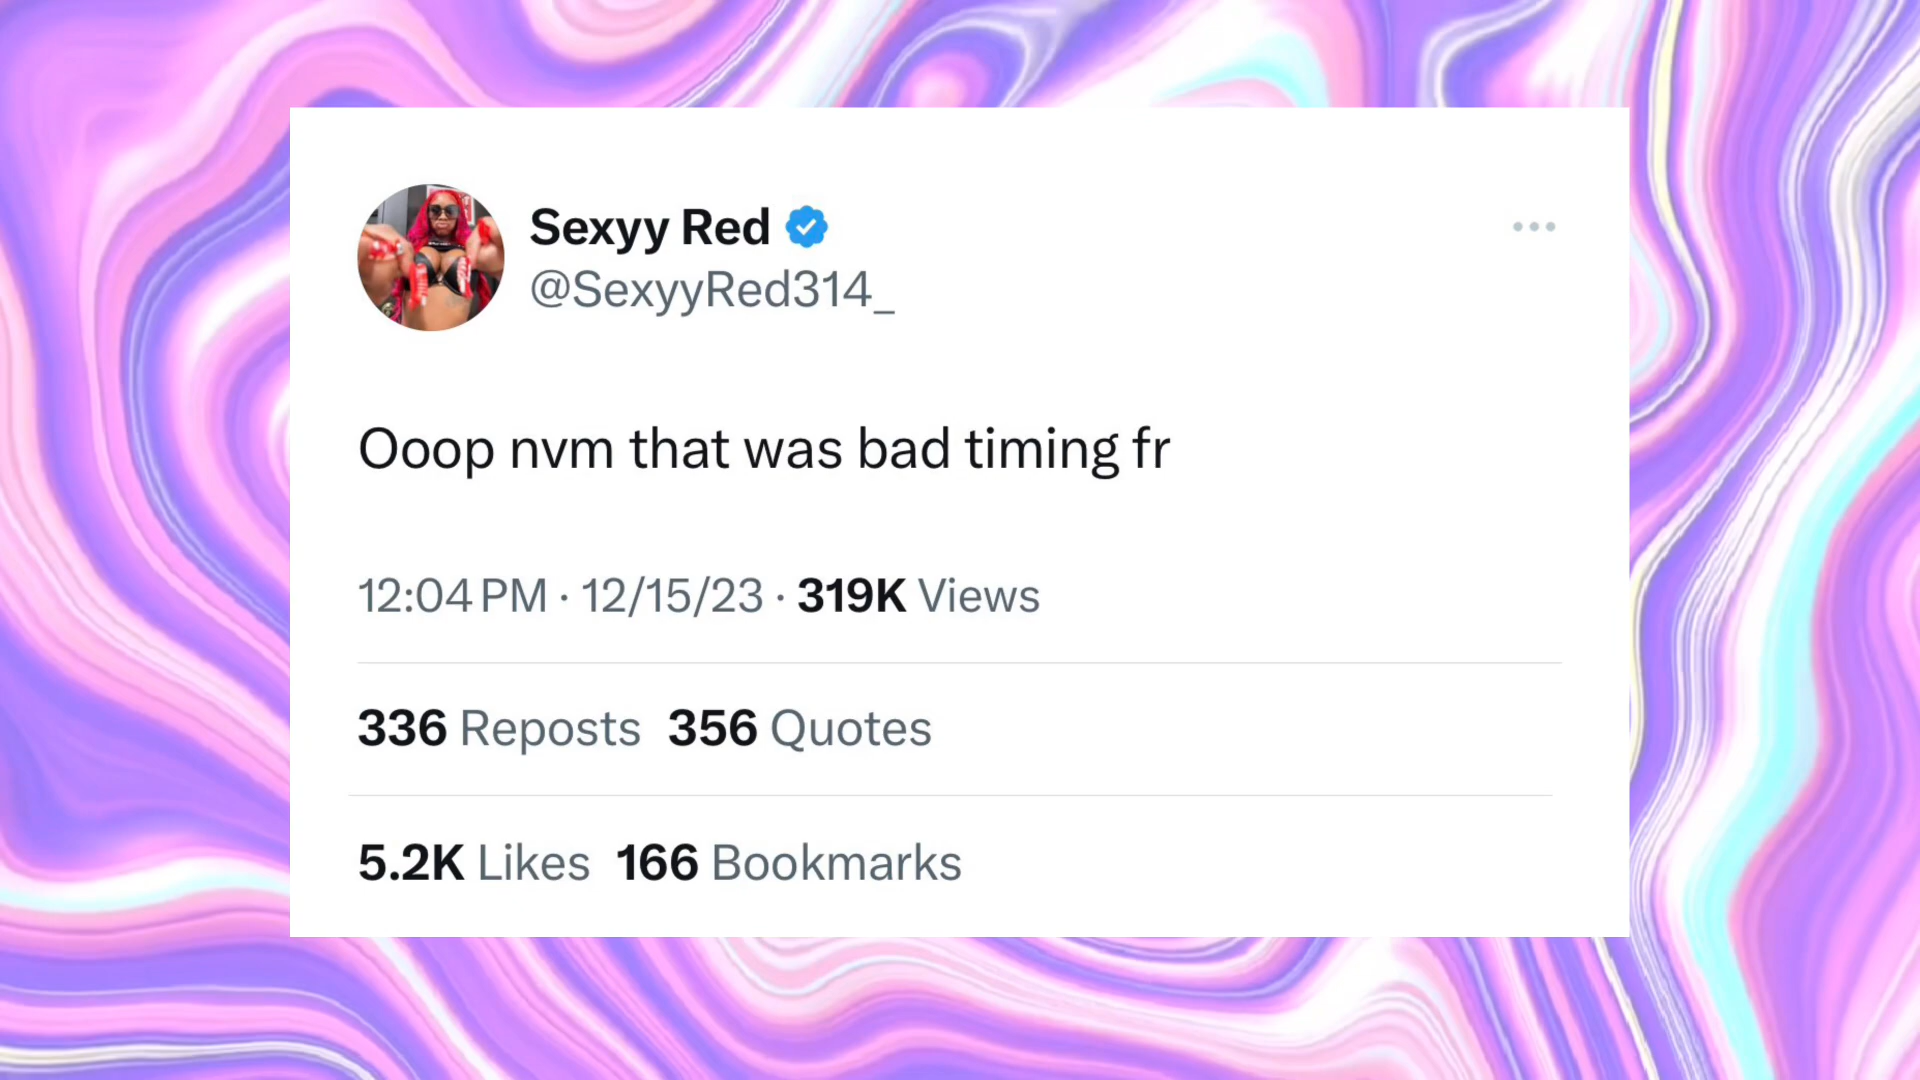 Sexyy Red
@SexyyRed314_
Ooop nvm that was bad timing fr
12:04 PM · 12/15/23 · 319K Views
336 Reposts 356 Quotes
5.2K Likes 166 Bookmarks